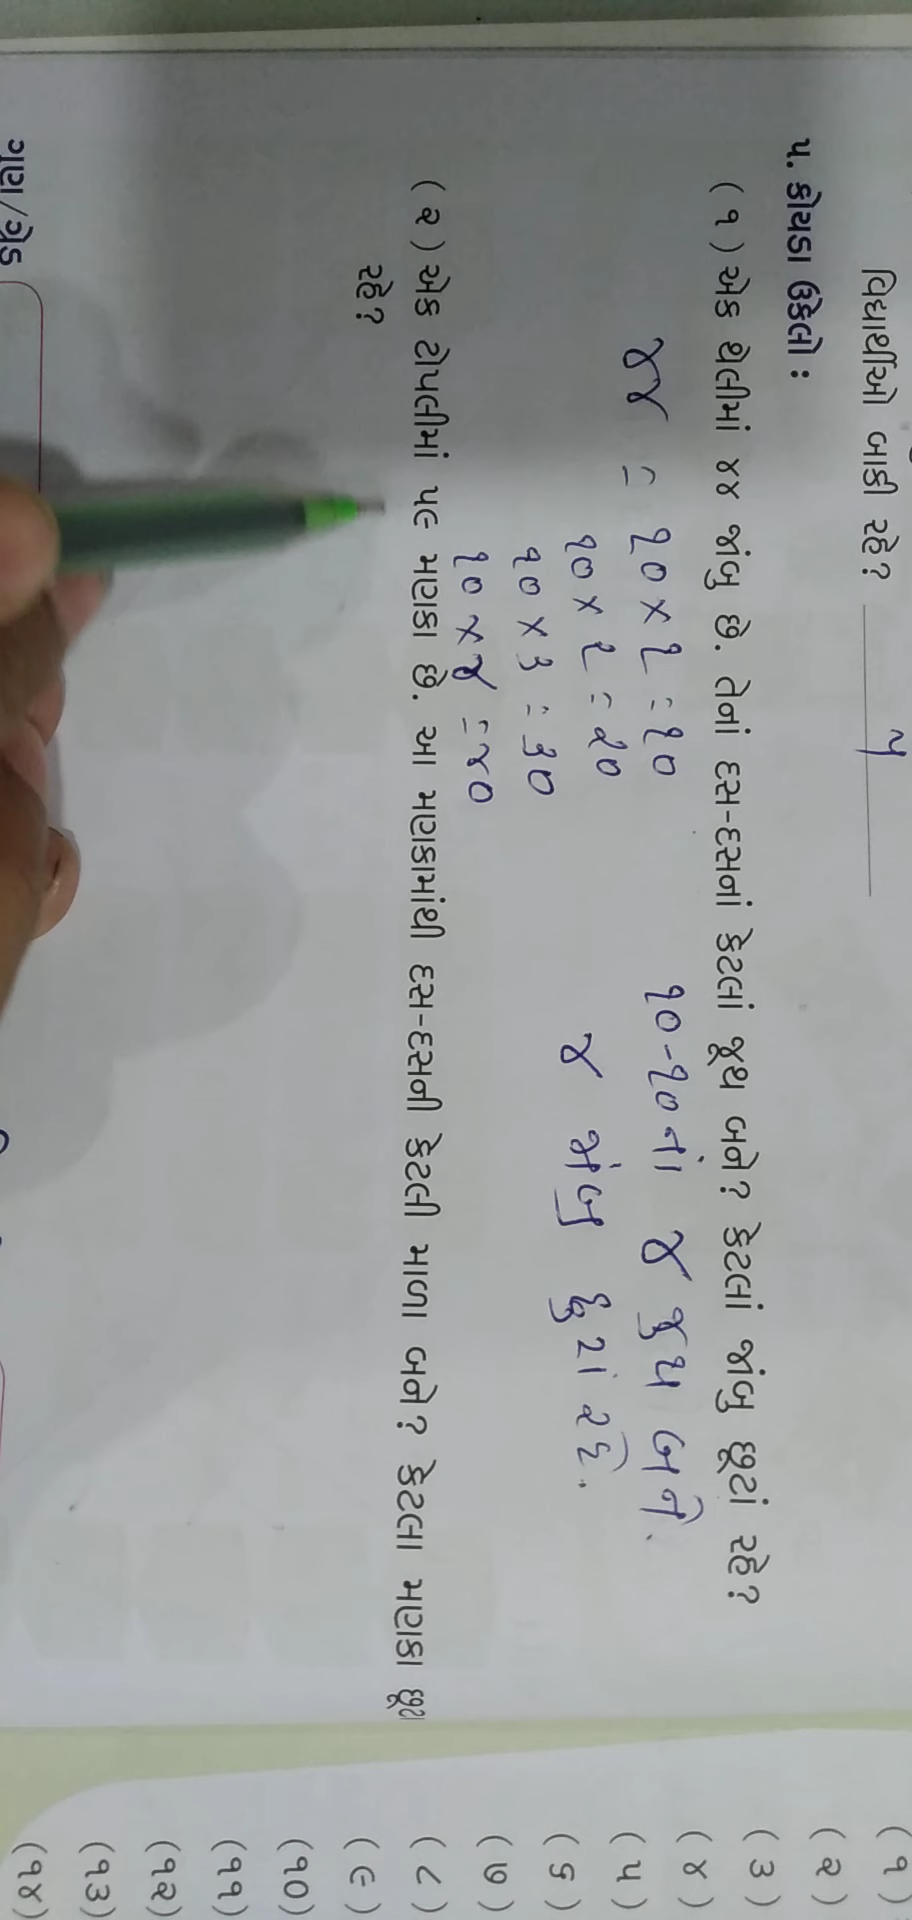 વિદ્યાર્થીઓ બાકી રહે? ૫
૫. કોયડા ઉકેલો :
(૧) એક થેલીમાં ૪૪ જાંબુ છે. તેનાં દસ-દસનાં કેટલાં જૂથ બને? કેટલાં જાંબુ છૂટાં રહે?
૪૪ = ૧૦ × ૧ = ૧૦
૧૦ × ૨ = ૨૦
૧૦ × ૩ = ૩૦
૧૦ × ૪ = ૪૦
૧૦-૧૦નાં ૪ જુથ બને.
૪ જાંબુ છુટાં રહે.
(૨) એક ટોપલીમાં ૫૯ મણકા છે. આ મણકામાંથી દસ-દસની કેટલી માળા બને? કેટલા મણકા છૂટા
રહે?
ગુણ/ગ્રેડ
(૧)
(૨)
(૩)
(૪)
(૫)
(૬)
(૭)
(૮)
(૯)
(૧૦)
(૧૧)
(૧૨)
(૧૩)
(૧૪)